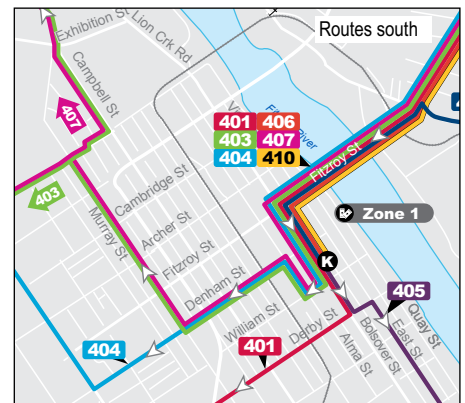 Routes south
Exhibition St
Lion Crk Rd
Campbell St
407
401 406
403 407
404 410
River
Fitzroy St
Zone 1
Cambridge St
403
Murray St
Archer St
Fitzroy St
K
Denham St
405
William St
Derby St
401
404
Alma St
Bolsover St
East St
Quay St